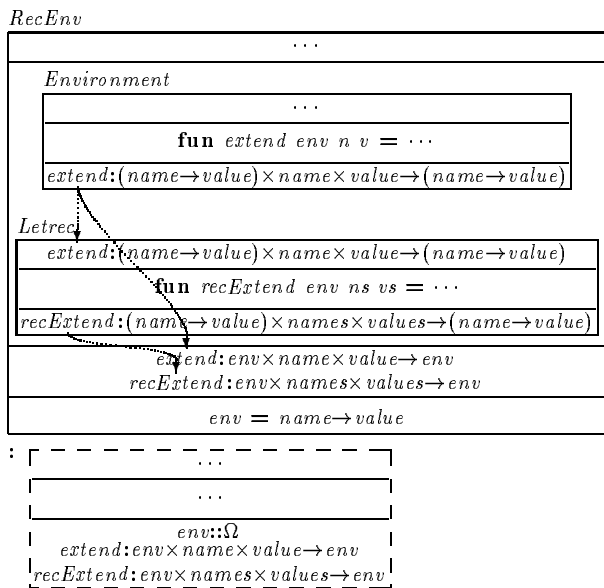 RecEnv
···
Environment
···
fun extend env n v = ···
extend:(name→value)×name×value→(name→value)
Letrec
extend:(name→value)×name×value→(name→value)
fun recExtend env ns vs = ···
recExtend:(name→value)×names×values→(name→value)
extend:env×name×value→env
recExtend:env×names×values→env
env = name→value
:
···
···
env::Ω
extend:env×name×value→env
recExtend:env×names×values→env